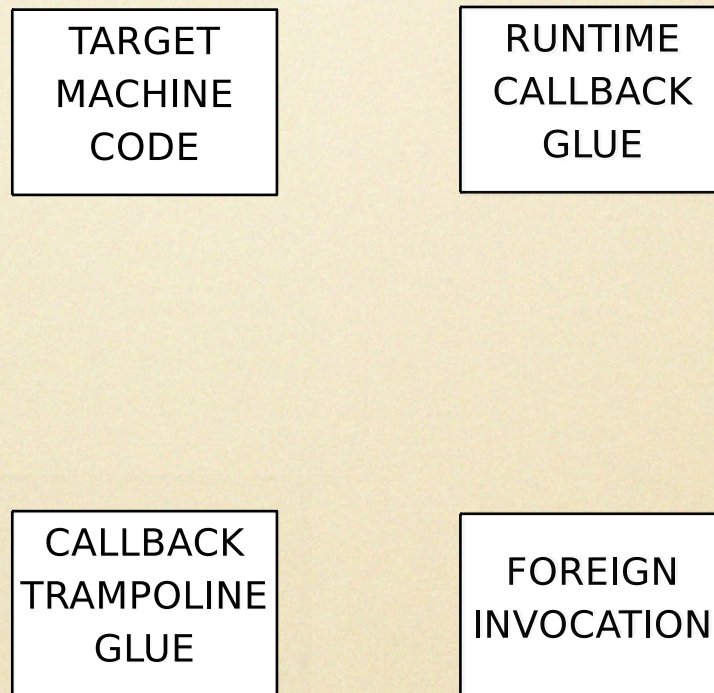 TARGET
MACHINE
CODE
RUNTIME
CALLBACK
GLUE
CALLBACK
TRAMPOLINE
GLUE
FOREIGN
INVOCATION